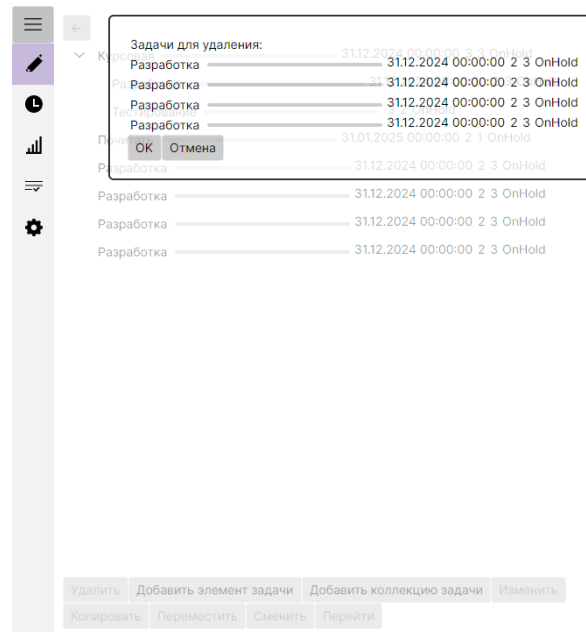 Задачи для удаления:
Разработка 31.12.2024 00:00:00 2 3 OnHold
Разработка 31.12.2024 00:00:00 2 3 OnHold
Разработка 31.12.2024 00:00:00 2 3 OnHold
Разработка 31.12.2024 00:00:00 2 3 OnHold
OK Отмена
Курсовая 31.12.2024 00:00:00 3 3 OnHold
Тестирование
Почитать 31.01.2025 00:00:00 2 1 OnHold
Разработка 31.12.2024 00:00:00 2 3 OnHold
Разработка 31.12.2024 00:00:00 2 3 OnHold
Разработка 31.12.2024 00:00:00 2 3 OnHold
Разработка 31.12.2024 00:00:00 2 3 OnHold
Удалить Добавить элемент задачи Добавить коллекцию задачи Изменить
Копировать Переместить Сменить Перейти